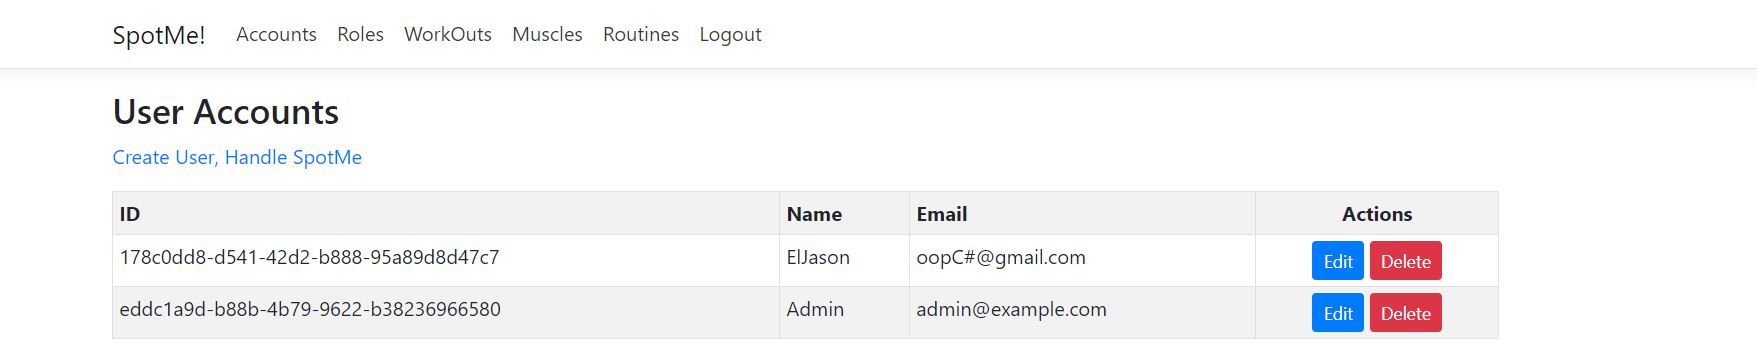 SpotMe! Accounts Roles WorkOuts Muscles Routines Logout
User Accounts
Create User, Handle SpotMe
ID Name Email Actions
178c0dd8-d541-42d2-b888-95a89d8d47c7 ElJason oopC#@gmail.com Edit Delete
eddc1a9d-b88b-4b79-9622-b38236966580 Admin admin@example.com Edit Delete